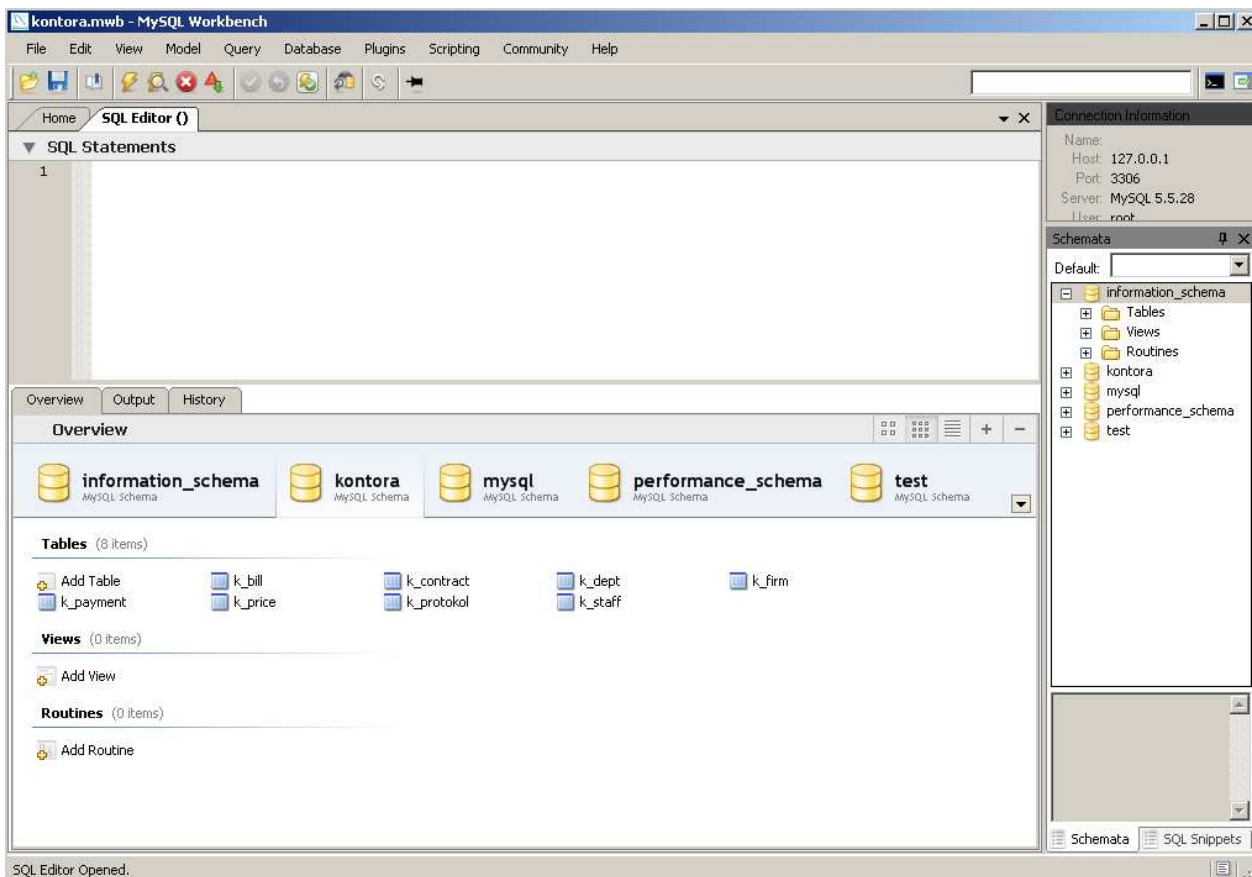 kontora.mwb - MySQL Workbench
File Edit View Model Query Database Plugins Scripting Community Help
Home SQL Editor ()
SQL Statements
1
Overview Output History
Overview
information_schema kontora mysql performance_schema test
MySQL Schema MySQL Schema MySQL Schema MySQL Schema MySQL Schema
Tables (8 items)
Add Table k_bill k_contract k_dept k_firm
k_payment k_price k_protokol k_staff
Views (0 items)
Add View
Routines (0 items)
Add Routine
Connection Information
Name:
Host: 127.0.0.1
Port: 3306
Server: MySQL 5.5.28
User: root
Schemata
Default:
information_schema
Tables
Views
Routines
kontora
mysql
performance_schema
test
Schemata SQL Snippets
SQL Editor Opened.